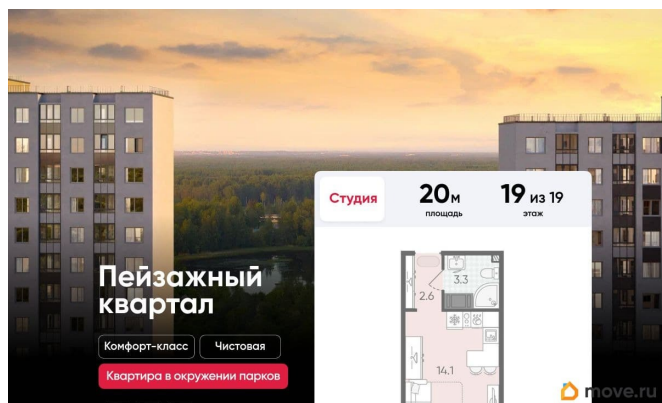 Студия
20м
площадь
19 из 19
этаж
Пейзажный
квартал
Комфорт-класс
Чистовая
Квартира в окружении парков
3.3
2.6
14.1
move.ru